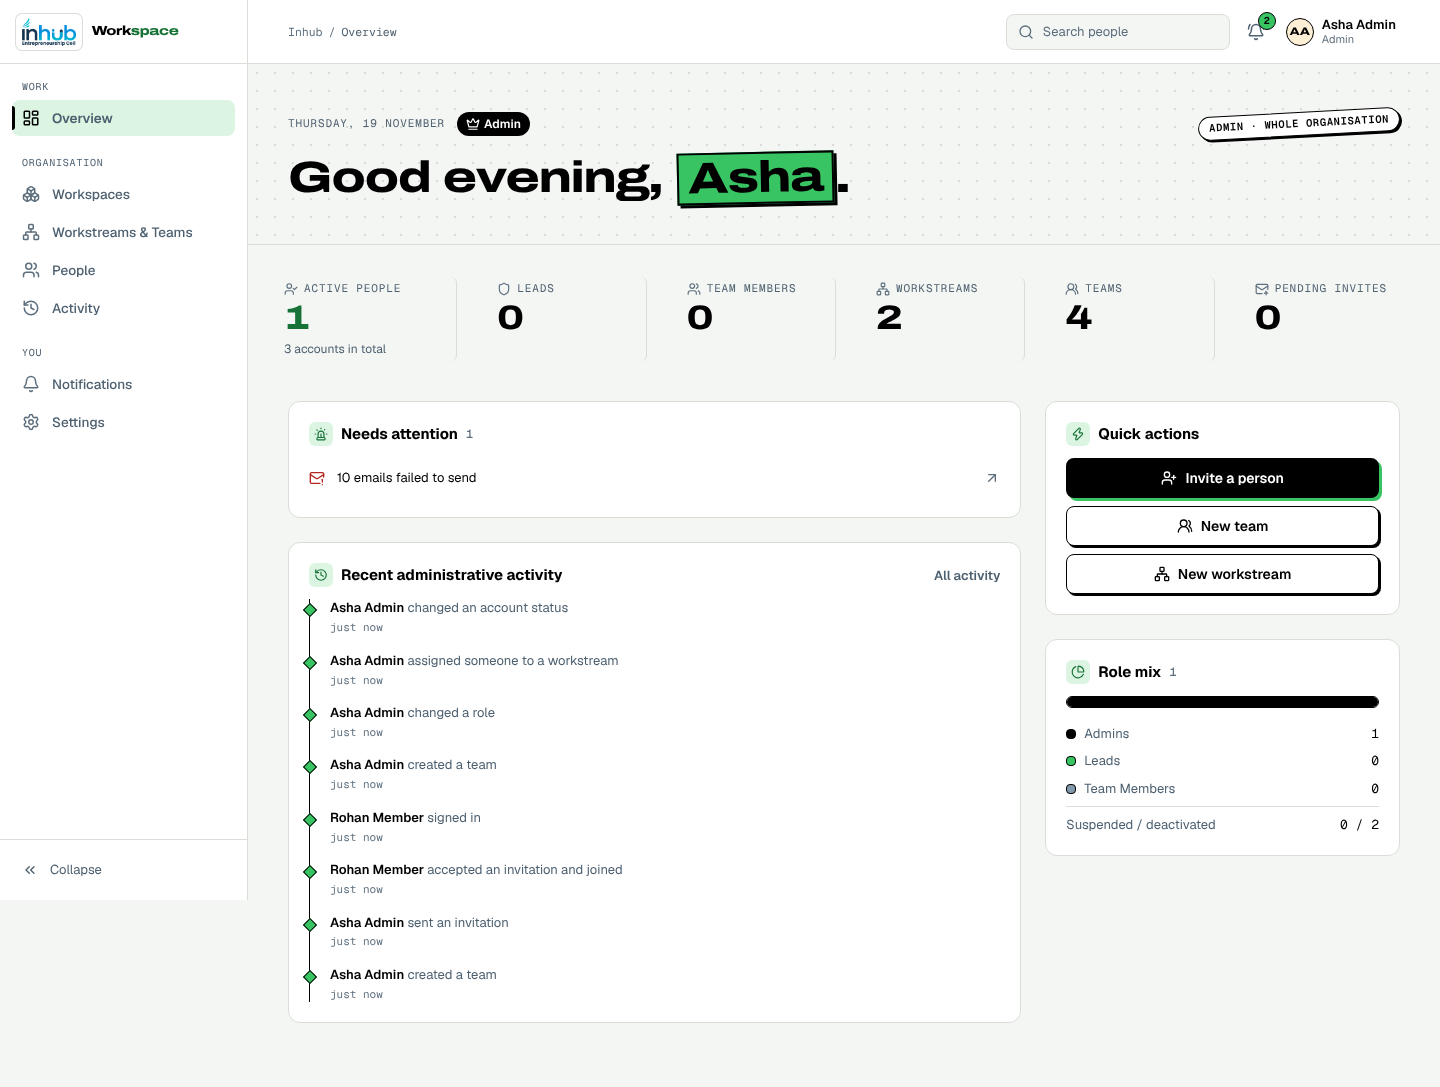 inhub
Entrepreneurship Cell
Workspace
Inhub / Overview
Search people
2
AA
Asha Admin
Admin
WORK
Overview
ORGANISATION
Workspaces
Workstreams & Teams
People
Activity
YOU
Notifications
Settings
Collapse
THURSDAY, 19 NOVEMBER
Admin
ADMIN · WHOLE ORGANISATION
Good evening, Asha.
ACTIVE PEOPLE
1
3 accounts in total
LEADS
0
TEAM MEMBERS
0
WORKSTREAMS
2
TEAMS
4
PENDING INVITES
0
Needs attention 1
10 emails failed to send
Recent administrative activity
All activity
Asha Admin changed an account status
just now
Asha Admin assigned someone to a workstream
just now
Asha Admin changed a role
just now
Asha Admin created a team
just now
Rohan Member signed in
just now
Rohan Member accepted an invitation and joined
just now
Asha Admin sent an invitation
just now
Asha Admin created a team
just now
Quick actions
Invite a person
New team
New workstream
Role mix 1
Admins 1
Leads 0
Team Members 0
Suspended / deactivated 0 / 2